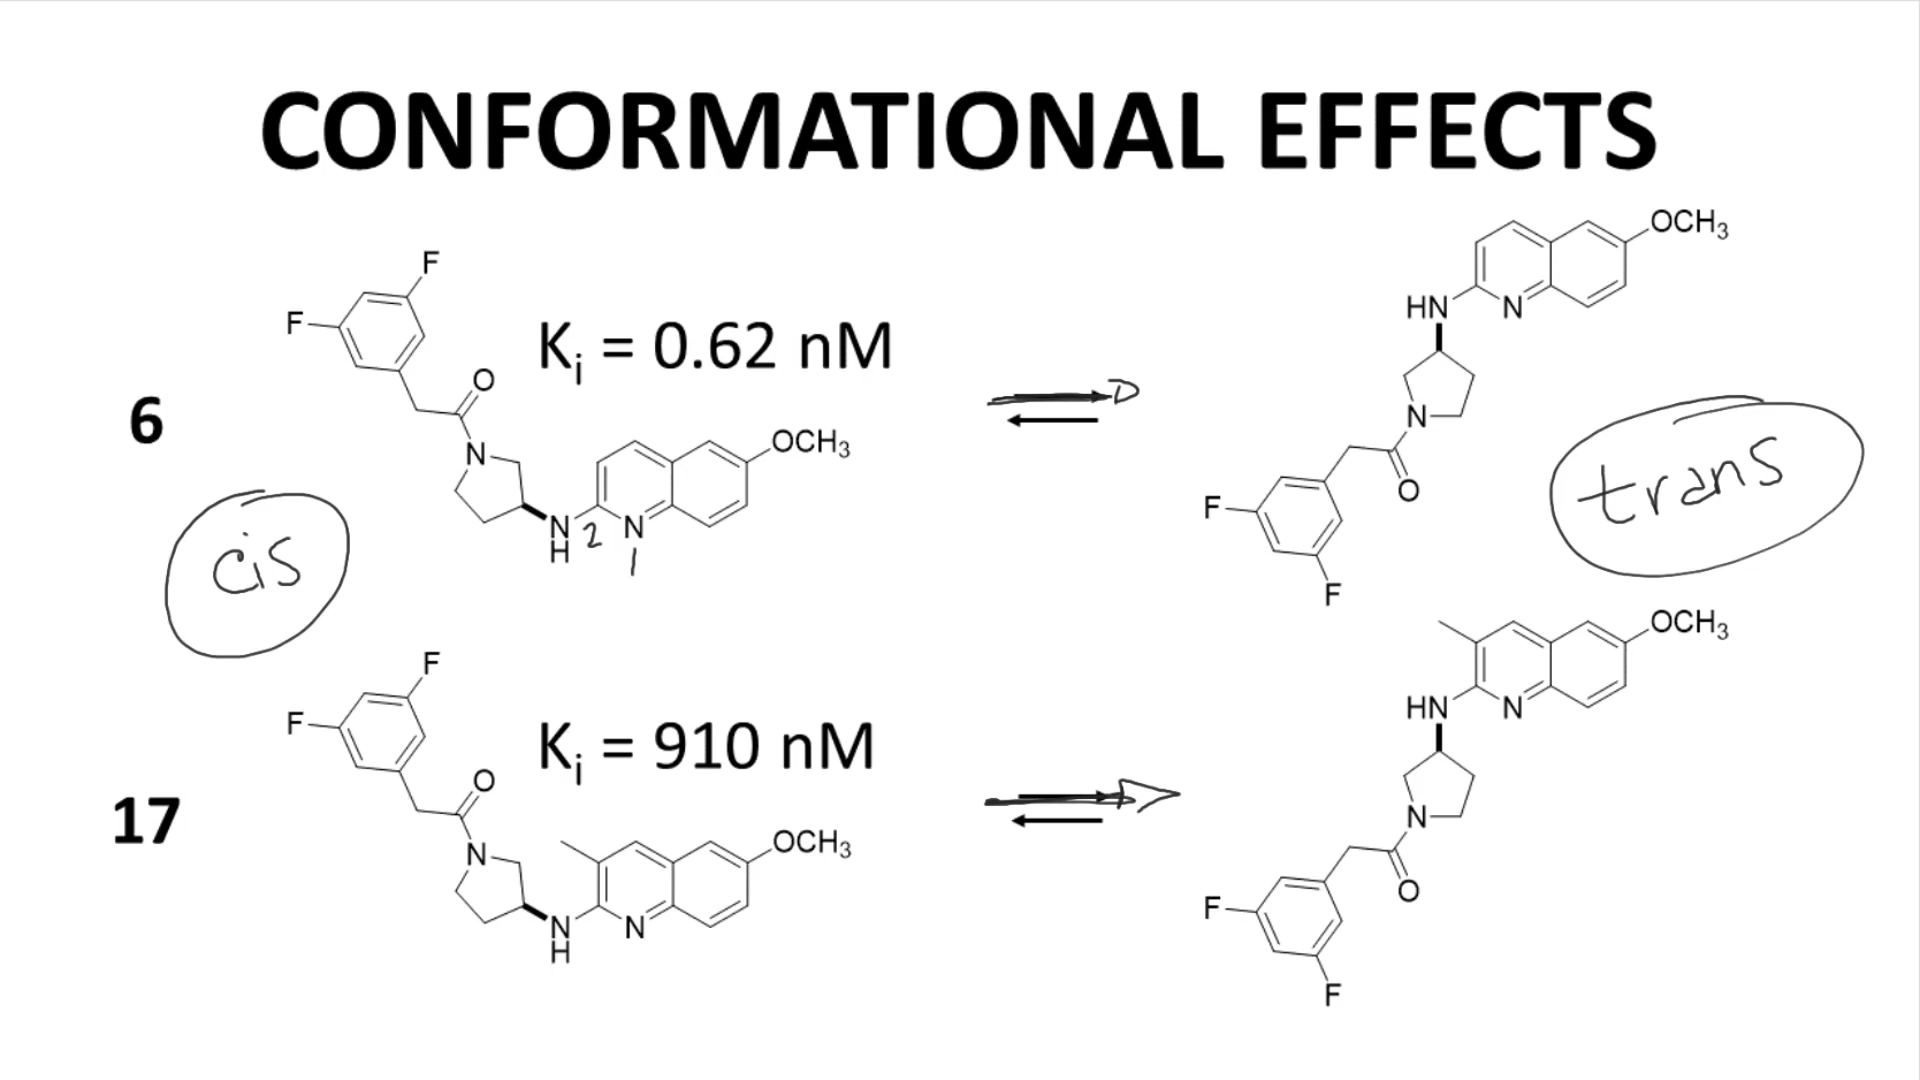 CONFORMATIONAL EFFECTS
6
F
F
O
N
N
H
2
N
1
OCH3
Ki = 0.62 nM
cis
OCH3
HN
N
N
O
F
F
trans
17
F
F
O
N
N
H
N
OCH3
Ki = 910 nM
OCH3
HN
N
N
O
F
F